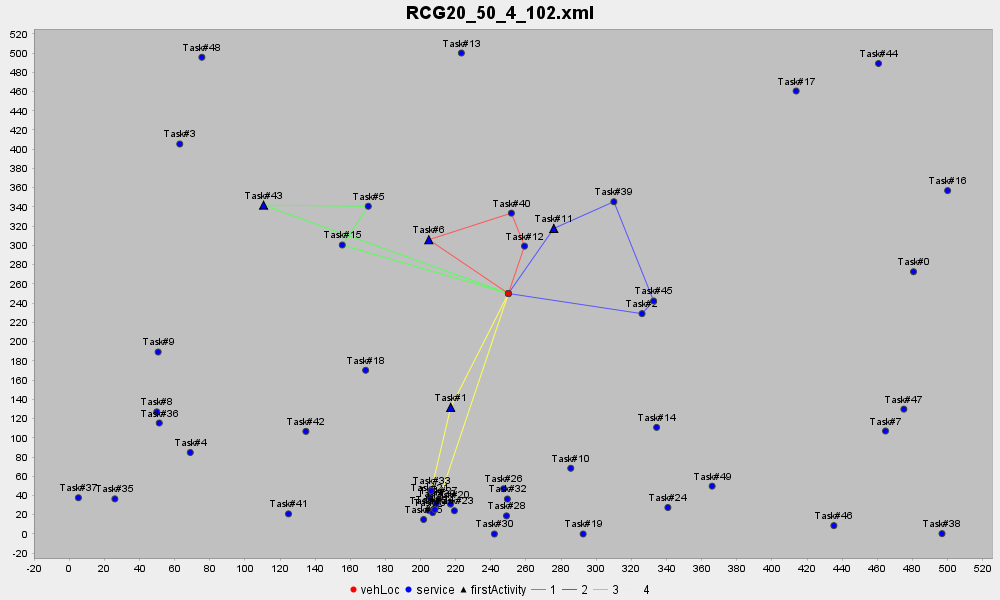 RCG20_50_4_102.xml
520
500
480
460
440
420
400
380
360
340
320
300
280
260
240
220
200
180
160
140
120
100
80
60
40
20
0
-20
Task#13
Task#48
Task#44
Task#17
Task#3
Task#16
Task#43
Task#5
Task#39
Task#40
Task#11
Task#6
Task#15
Task#12
Task#0
Task#45
Task#2
Task#9
Task#18
Task#1
Task#8
Task#47
Task#36
Task#42
Task#14
Task#7
Task#4
Task#10
Task#33
Task#26
Task#49
Task#37
Task#35
Task#32
Task#24
Task#28
Task#41
Task#30
Task#19
Task#46
Task#38
-20 0 20 40 60 80 100 120 140 160 180 200 220 240 260 280 300 320 340 360 380 400 420 440 460 480 500 520
vehLoc service firstActivity 1 2 3 4